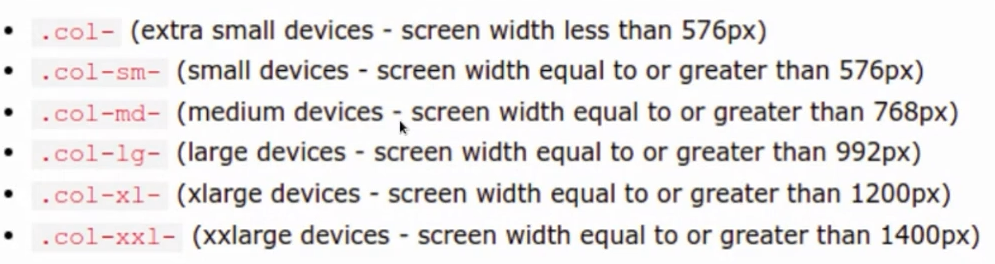 • .col- (extra small devices - screen width less than 576px)
• .col-sm- (small devices - screen width equal to or greater than 576px)
• .col-md- (medium devices - screen width equal to or greater than 768px)
• .col-lg- (large devices - screen width equal to or greater than 992px)
• .col-xl- (xlarge devices - screen width equal to or greater than 1200px)
• .col-xxl- (xxlarge devices - screen width equal to or greater than 1400px)